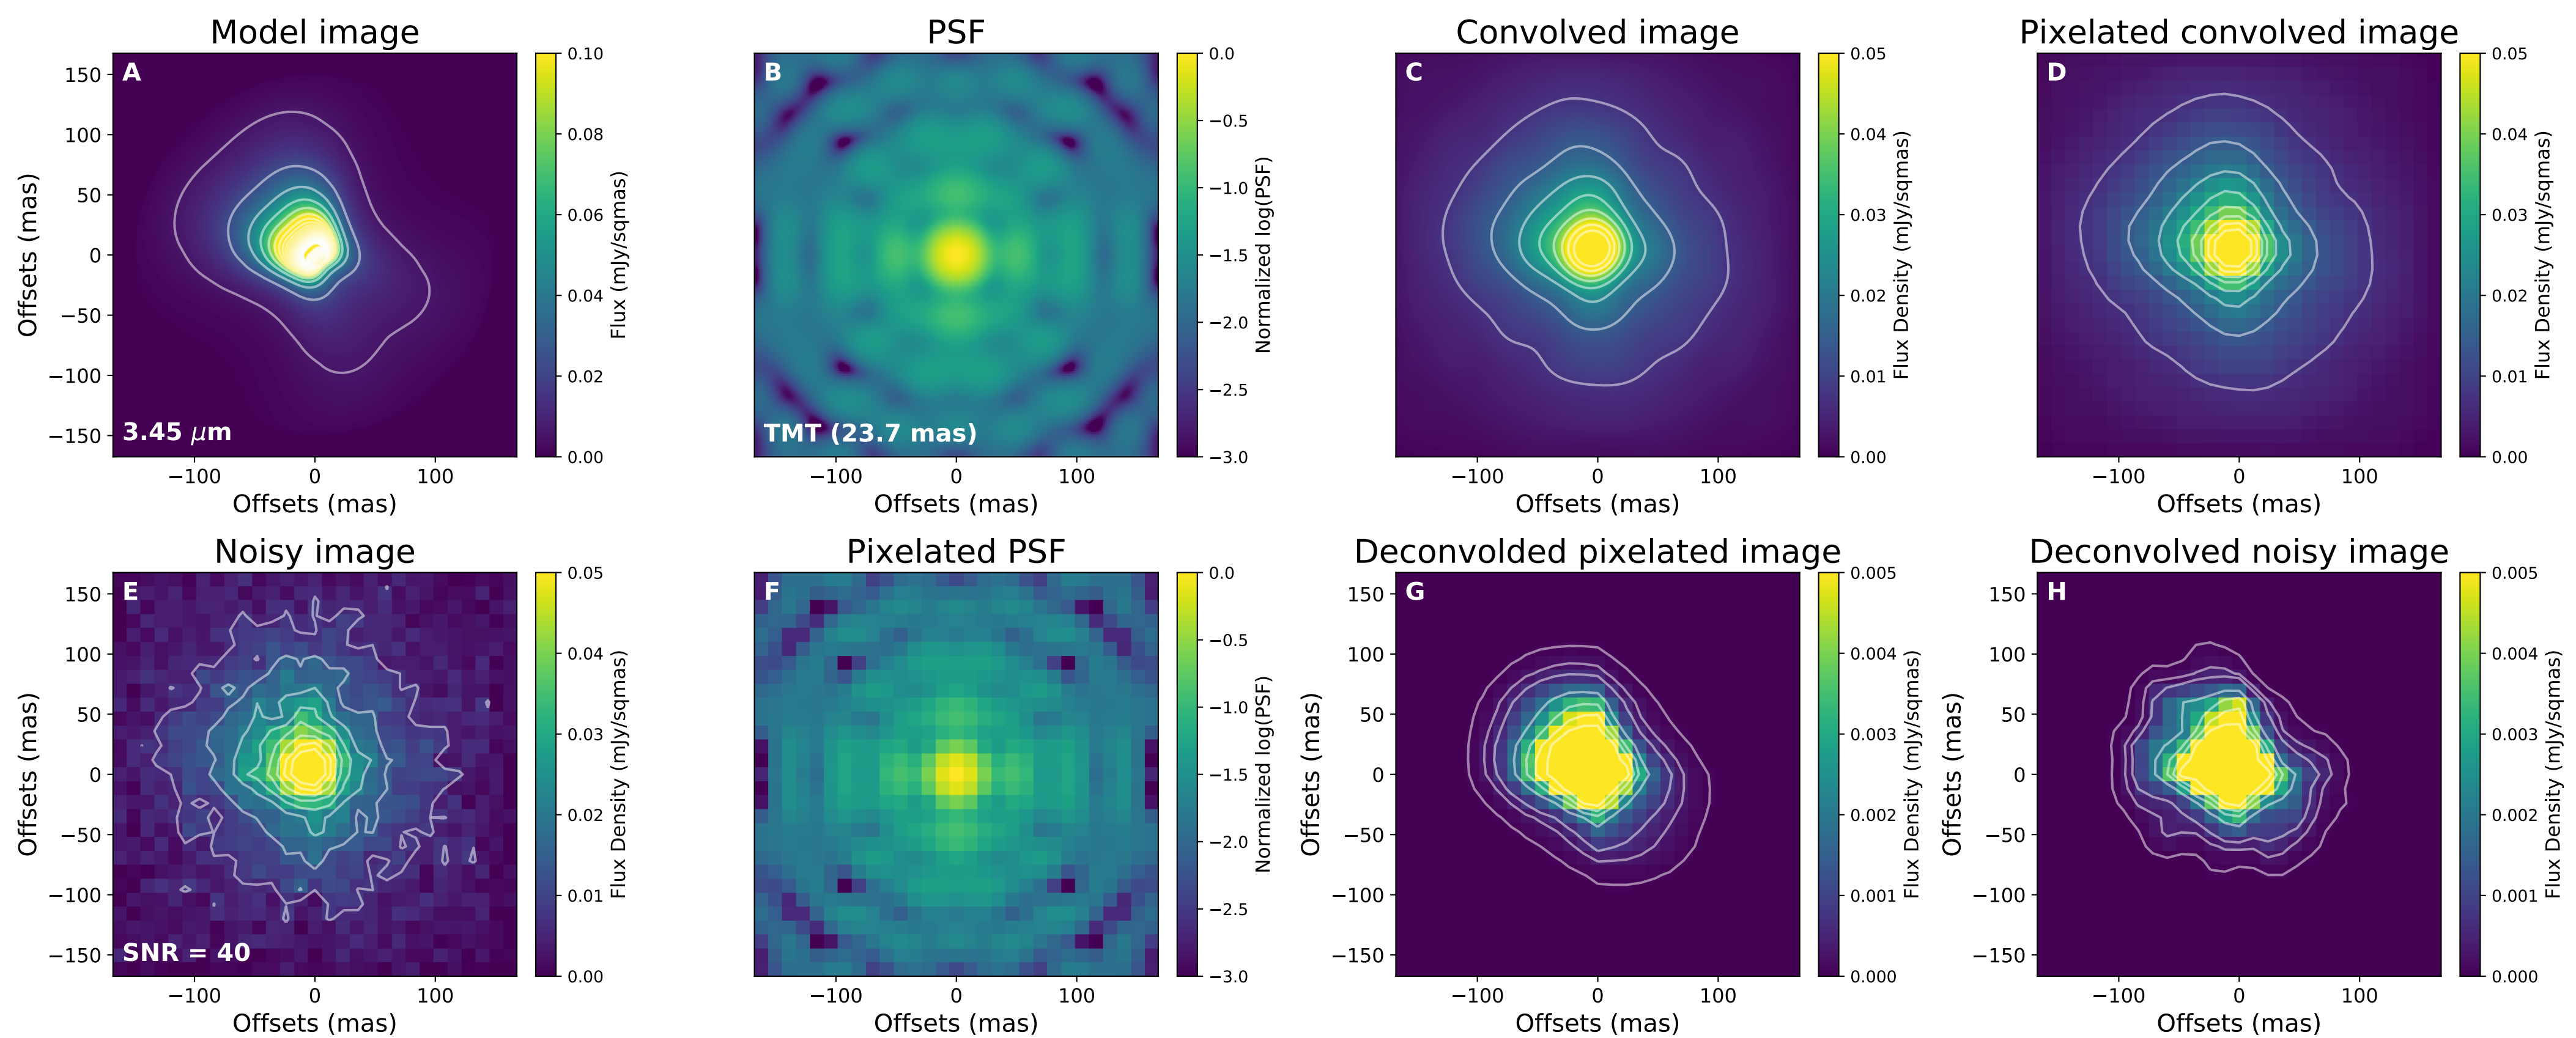 Model image
A
3.45 μm
150
100
50
0
−50
−100
−150
−100
0
100
Offsets (mas)
Offsets (mas)
0.10
0.08
0.06
0.04
0.02
0.00
Flux (mJy/sqmas)
PSF
B
TMT (23.7 mas)
−100
0
100
Offsets (mas)
0.0
−0.5
−1.0
−1.5
−2.0
−2.5
−3.0
Normalized log(PSF)
Convolved image
C
−100
0
100
Offsets (mas)
0.05
0.04
0.03
0.02
0.01
0.00
Flux Density (mJy/sqmas)
Pixelated convolved image
D
−100
0
100
Offsets (mas)
0.05
0.04
0.03
0.02
0.01
0.00
Flux Density (mJy/sqmas)
Noisy image
E
SNR = 40
150
100
50
0
−50
−100
−150
−100
0
100
Offsets (mas)
Offsets (mas)
0.05
0.04
0.03
0.02
0.01
0.00
Flux Density (mJy/sqmas)
Pixelated PSF
F
−100
0
100
Offsets (mas)
0.0
−0.5
−1.0
−1.5
−2.0
−2.5
−3.0
Normalized log(PSF)
Deconvolded pixelated image
G
150
100
50
0
−50
−100
−150
−100
0
100
Offsets (mas)
Offsets (mas)
0.005
0.004
0.003
0.002
0.001
0.000
Flux Density (mJy/sqmas)
Deconvolved noisy image
H
150
100
50
0
−50
−100
−150
−100
0
100
Offsets (mas)
Offsets (mas)
0.005
0.004
0.003
0.002
0.001
0.000
Flux Density (mJy/sqmas)